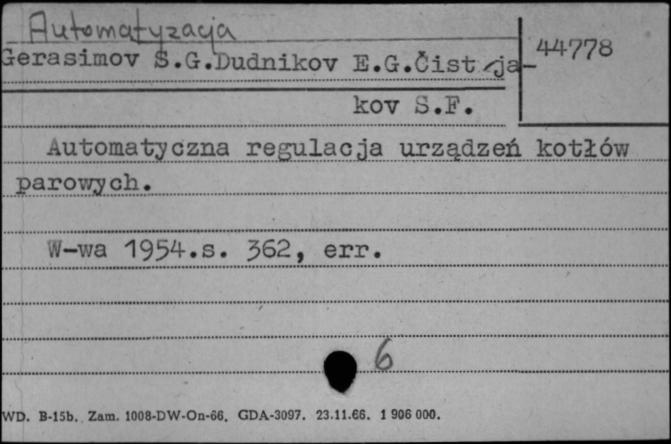 Automatyzacja
Gerasimov S.G.Dudnikov E.G.Čistja-
44778
kov S.F.
Automatyczna regulacja urządzeń kotłów
parowych.
W-wa 1954.s. 362, err.
6
WD. B-15b. Zam. 1008-DW-On-66. GDA-3097. 23.11.66. 1 906 000.